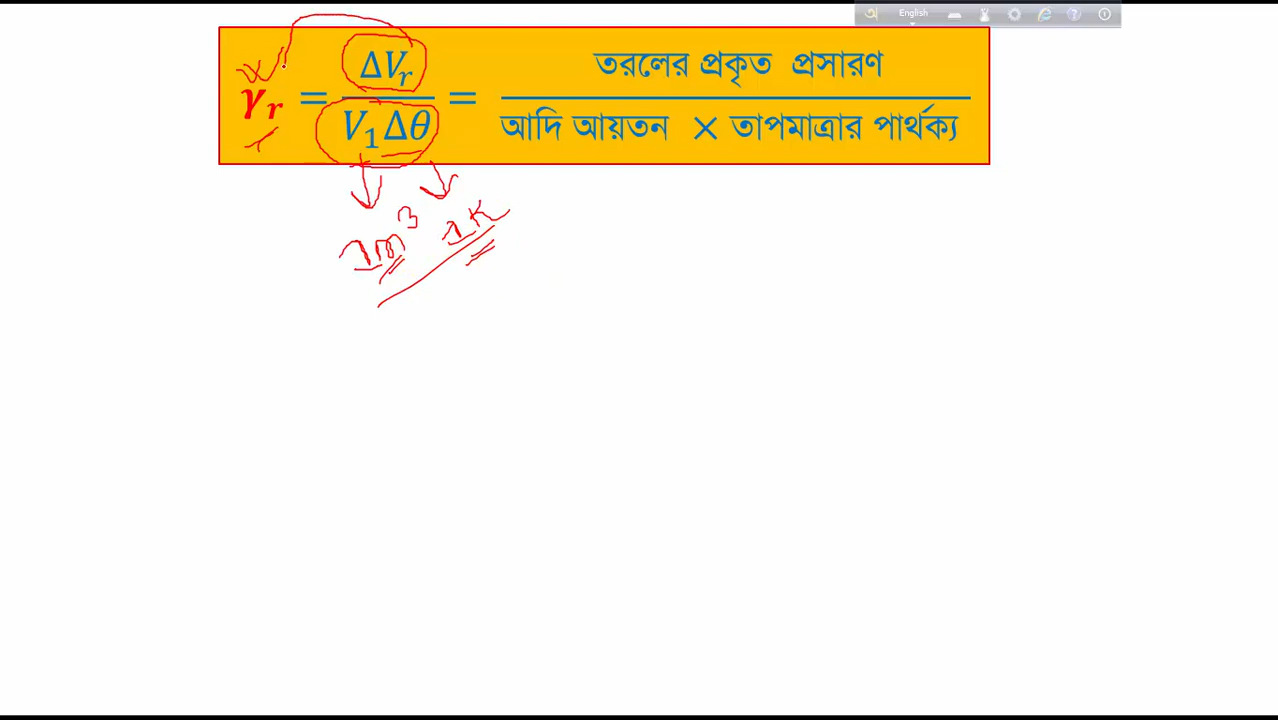 English
γᵣ = ΔVᵣ / V₁Δθ = তরলের প্রকৃত প্রসারণ / আদি আয়তন × তাপমাত্রার পার্থক্য
1m³ 1K